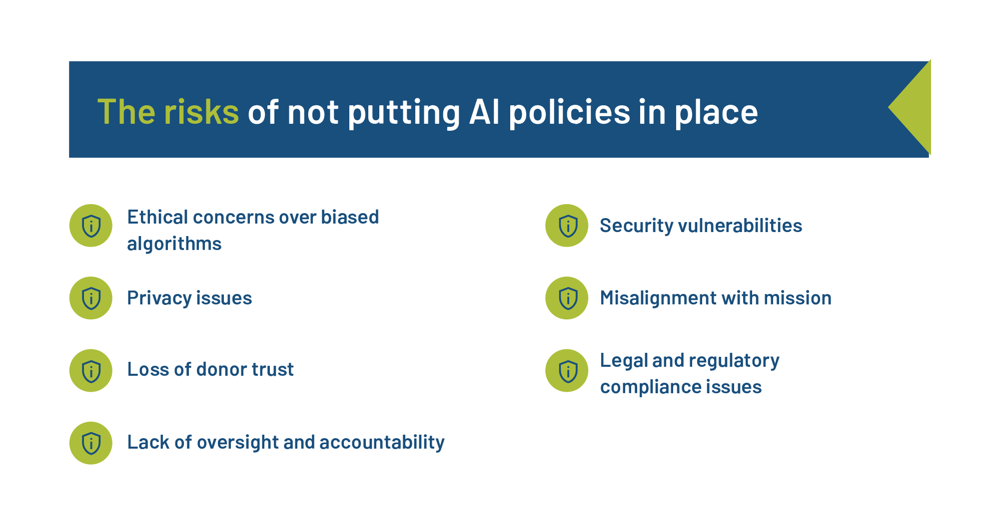 The risks of not putting AI policies in place
Ethical concerns over biased
algorithms
Privacy issues
Loss of donor trust
Lack of oversight and accountability
Security vulnerabilities
Misalignment with mission
Legal and regulatory
compliance issues